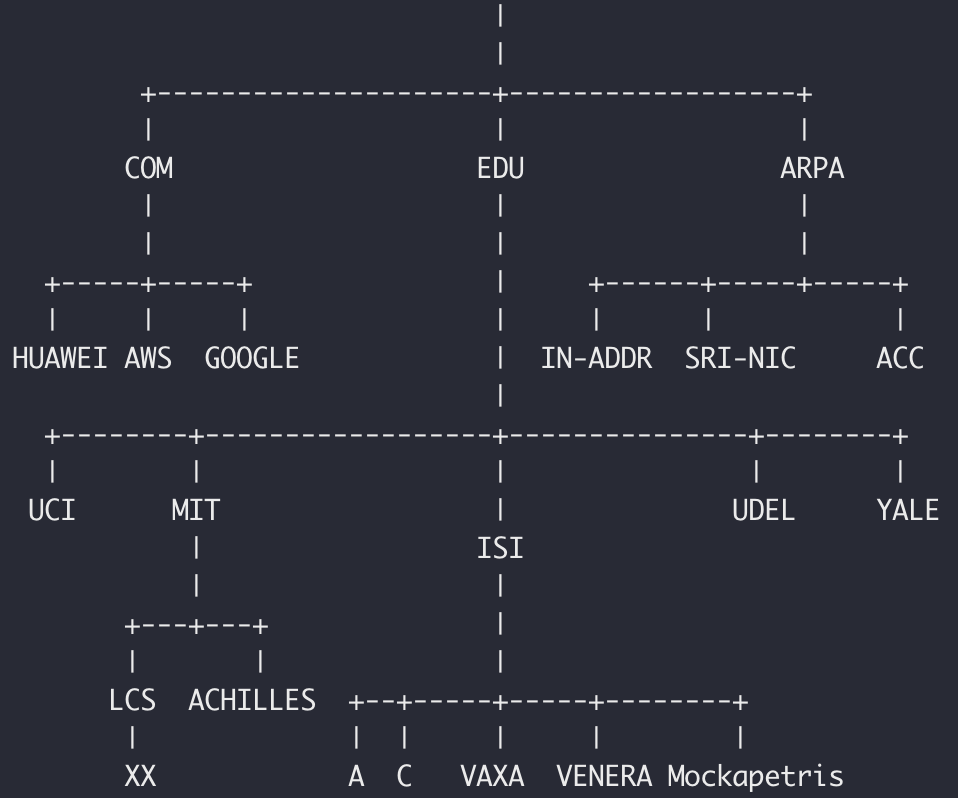 COM EDU ARPA
HUAWEI AWS GOOGLE IN-ADDR SRI-NIC ACC
UCI MIT UDEL YALE
ISI
LCS ACHILLES
XX A C VAXA VENERA Mockapetris